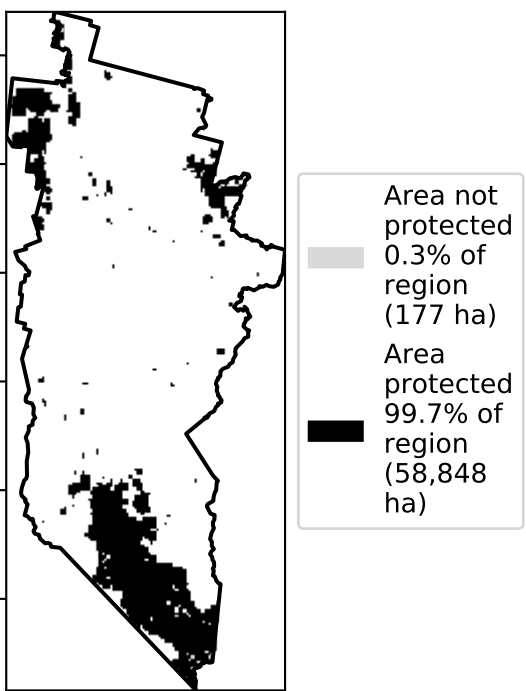 Area not
protected
0.3% of
region
(177 ha)
Area
protected
99.7% of
region
(58,848
ha)